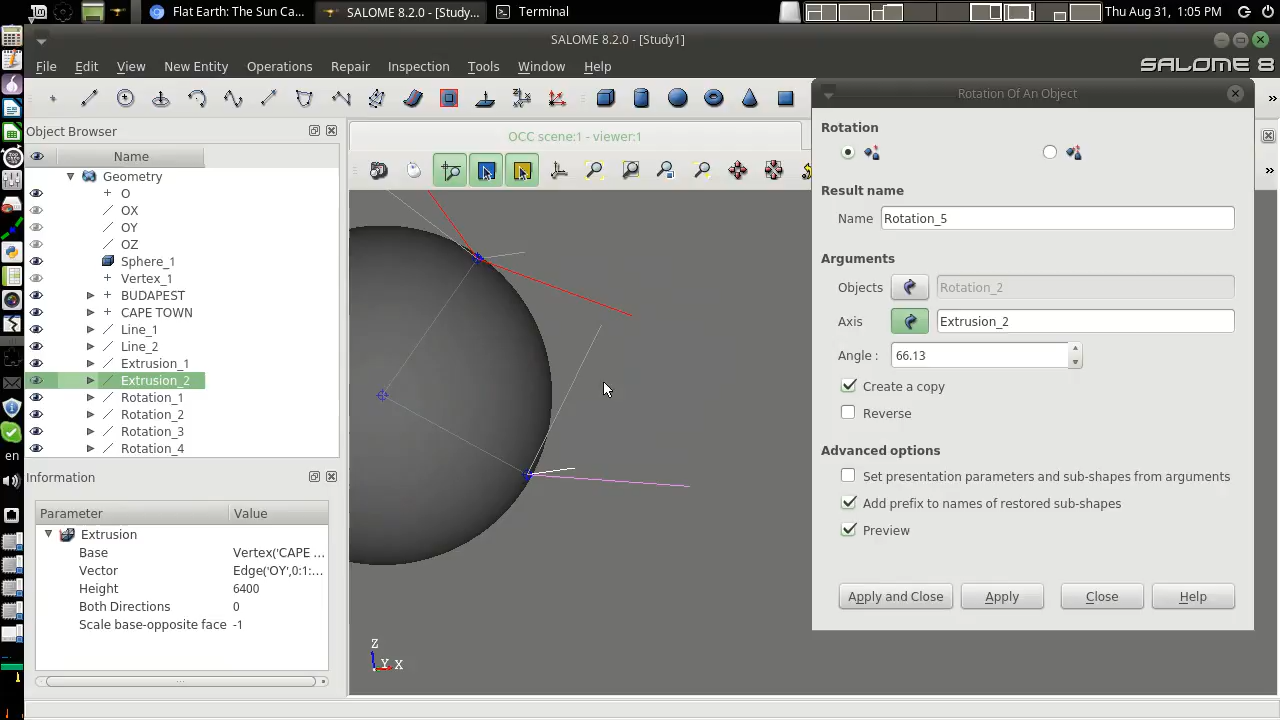 Flat Earth: The Sun Ca...
SALOME 8.2.0 - [Study...
Terminal
Thu Aug 31, 1:05 PM
SALOME 8.2.0 - [Study1]
File Edit View New Entity Operations Repair Inspection Tools Window Help
SALOME 8
Object Browser
Name
Geometry
O
OX
OY
OZ
Sphere_1
Vertex_1
BUDAPEST
CAPE TOWN
Line_1
Line_2
Extrusion_1
Extrusion_2
Rotation_1
Rotation_2
Rotation_3
Rotation_4
en
Information
Parameter Value
Extrusion
Base Vertex('CAPE ...
Vector Edge('OY',0:1:...
Height 6400
Both Directions 0
Scale base-opposite face -1
OCC scene:1 - viewer:1
Z
Y X
Rotation Of An Object
Rotation
Result name
Name Rotation_5
Arguments
Objects Rotation_2
Axis Extrusion_2
Angle : 66.13
Create a copy
Reverse
Advanced options
Set presentation parameters and sub-shapes from arguments
Add prefix to names of restored sub-shapes
Preview
Apply and Close Apply Close Help